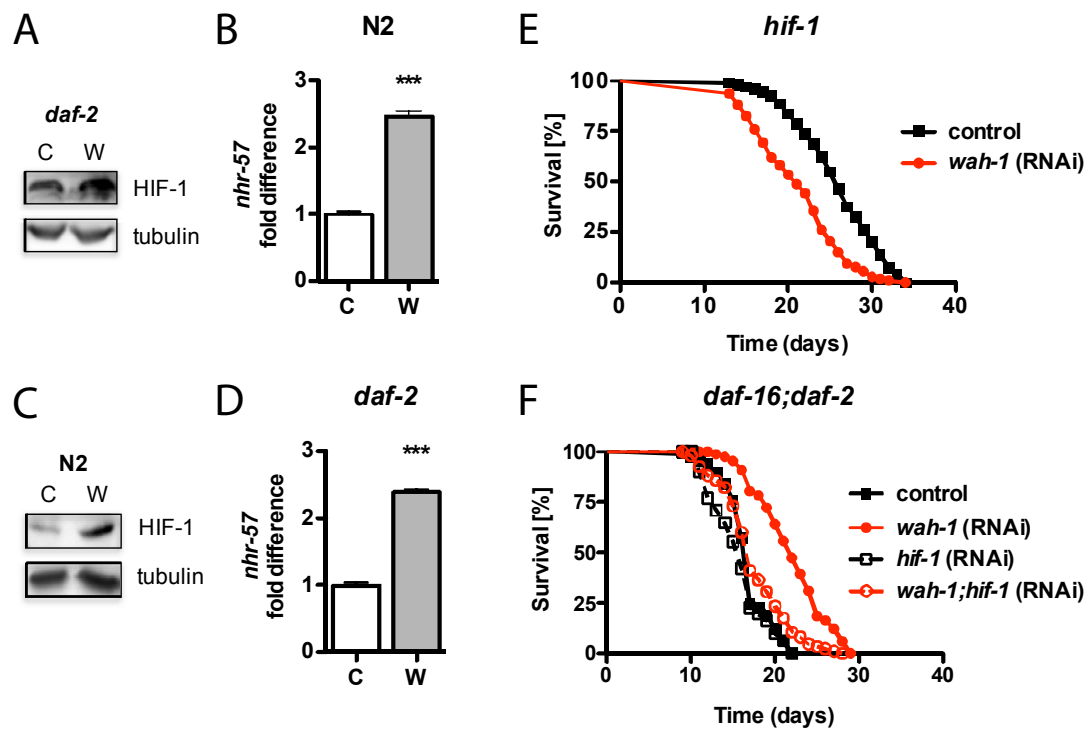 A
daf-2
C W
HIF-1
tubulin
B
N2
***
nhr-57
fold difference
3
2
1
0
C W
E
hif-1
Survival [%]
100
75
50
25
0
0 10 20 30 40
Time (days)
control
wah-1 (RNAi)
C
N2
C W
HIF-1
tubulin
D
daf-2
***
nhr-57
fold difference
3
2
1
0
C W
F
daf-16;daf-2
Survival [%]
100
75
50
25
0
0 10 20 30 40
Time (days)
control
wah-1 (RNAi)
hif-1 (RNAi)
wah-1;hif-1 (RNAi)